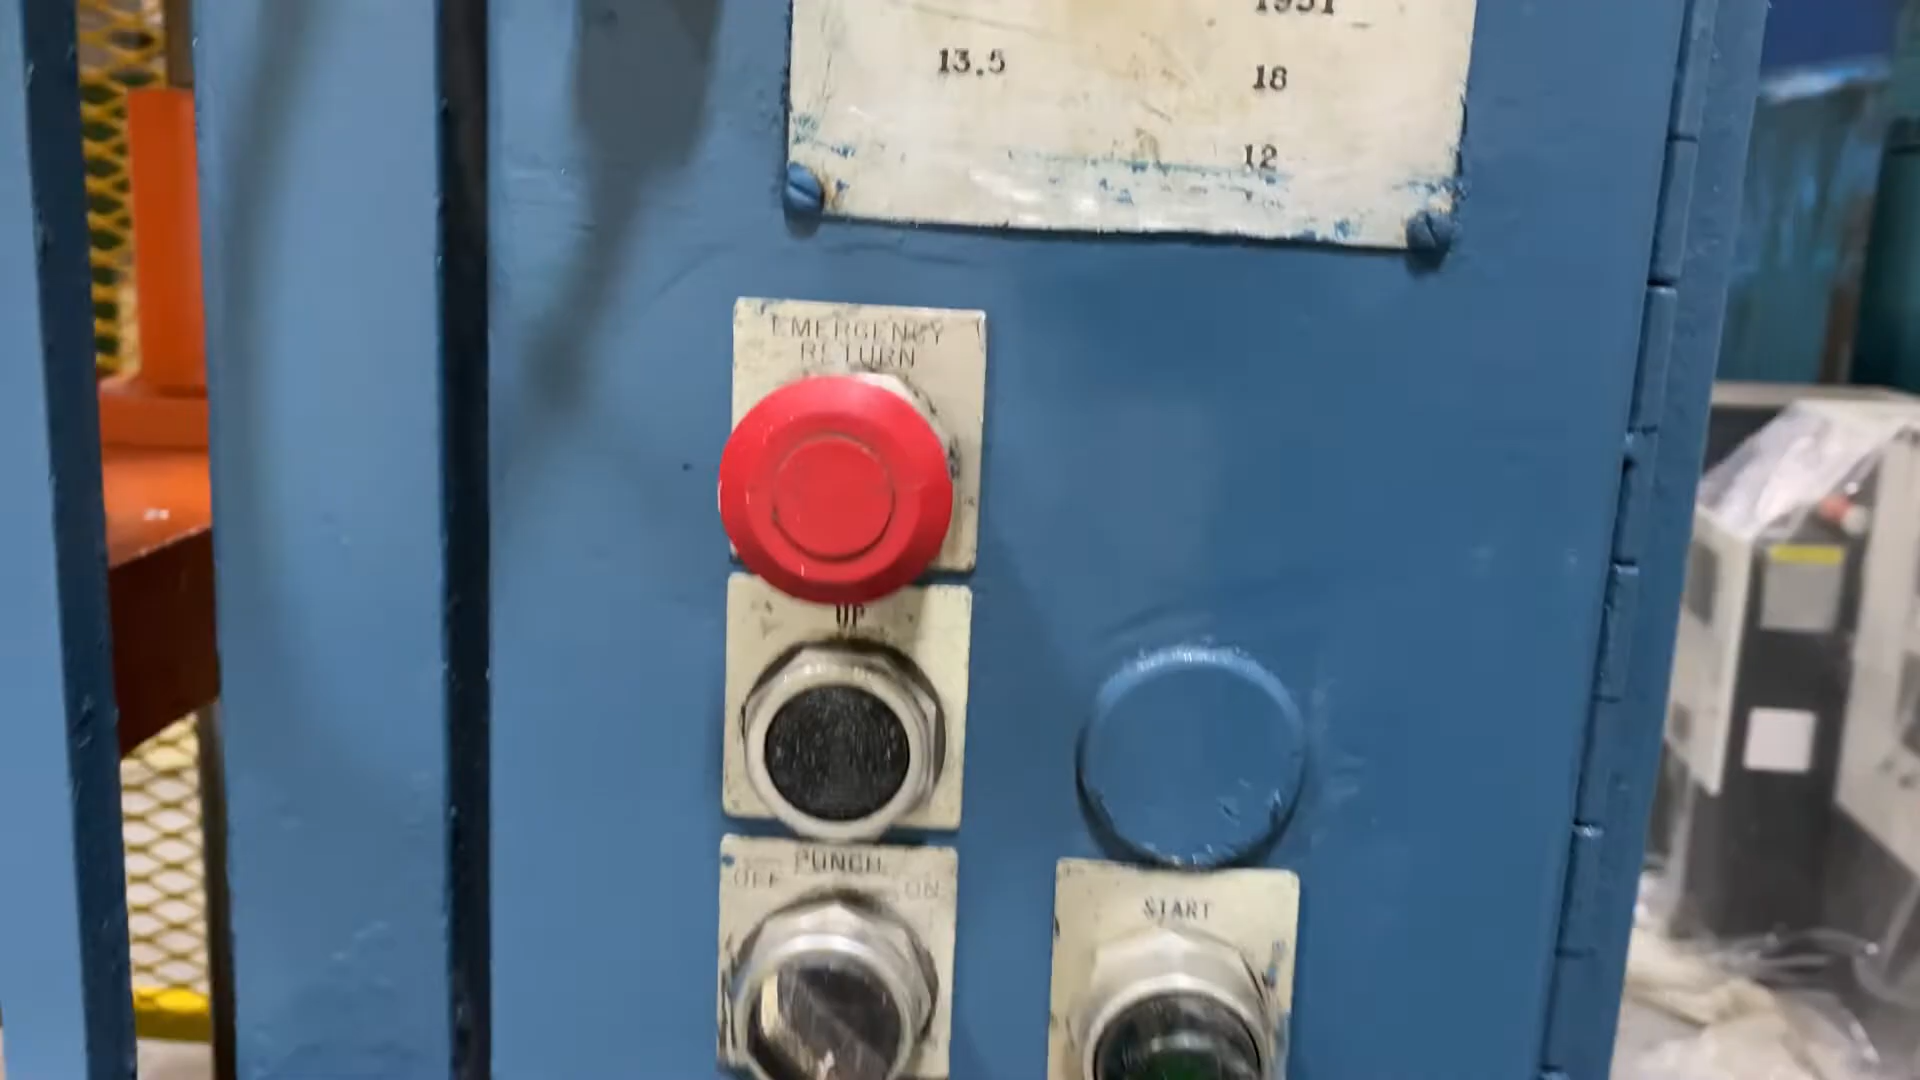 13.5
18
12
EMERGENCY
RETURN
UP
PUNCH
OFF ON
START